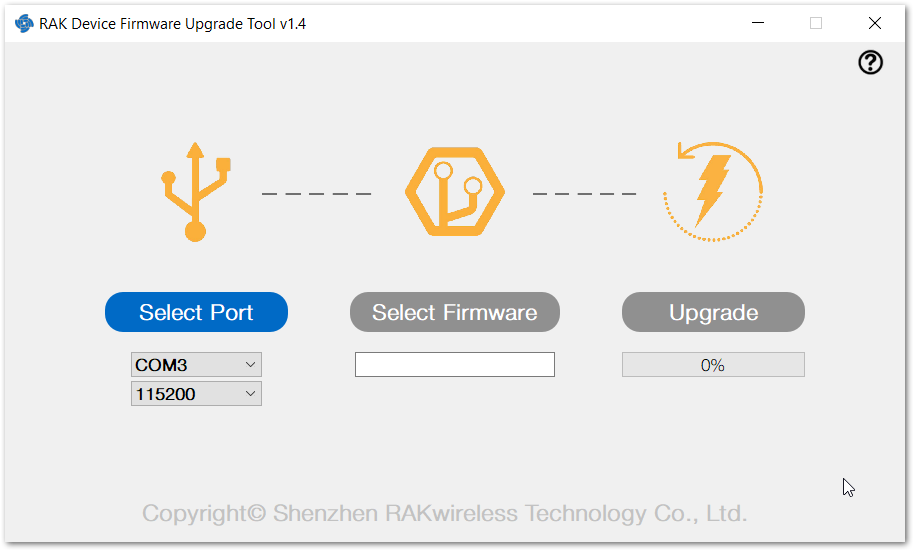 RAK Device Firmware Upgrade Tool v1.4
Select Port
Select Firmware
Upgrade
COM3
0%
115200
Copyright© Shenzhen RAKwireless Technology Co., Ltd.